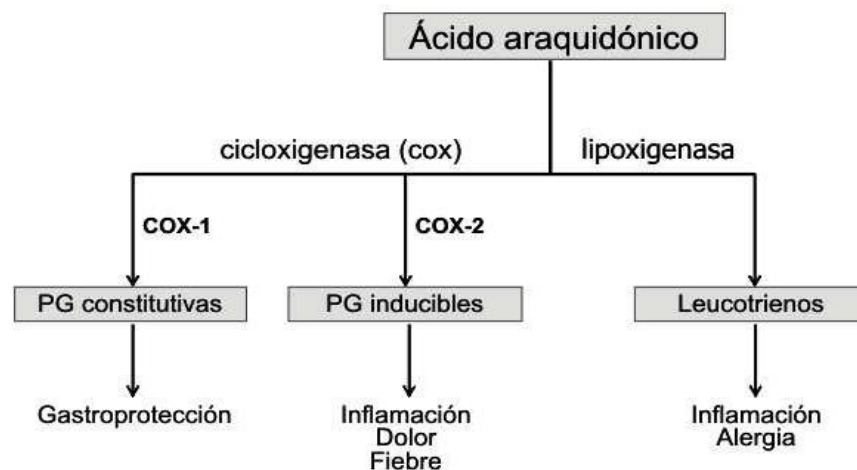 Ácido araquidónico
cicloxigenasa (cox)
lipoxigenasa
COX-1
COX-2
PG constitutivas
PG inducibles
Leucotrienos
Gastroprotección
Inflamación
Dolor
Fiebre
Inflamación
Alergia